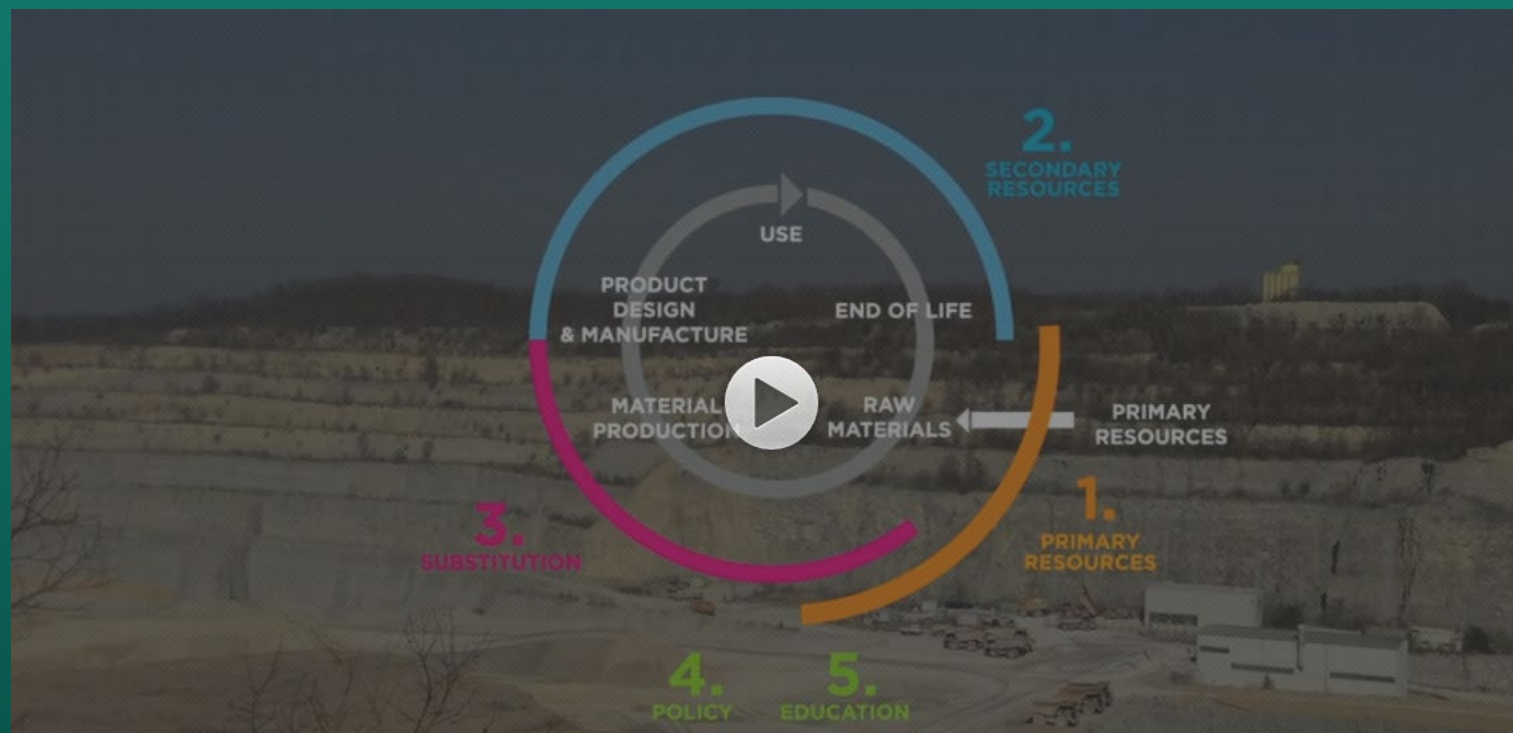 2.
SECONDARY
RESOURCES
USE
PRODUCT
DESIGN
& MANUFACTURE
END OF LIFE
MATERIAL
PRODUCTION
RAW
MATERIALS
PRIMARY
RESOURCES
1.
PRIMARY
RESOURCES
3.
SUBSTITUTION
4.
POLICY
5.
EDUCATION